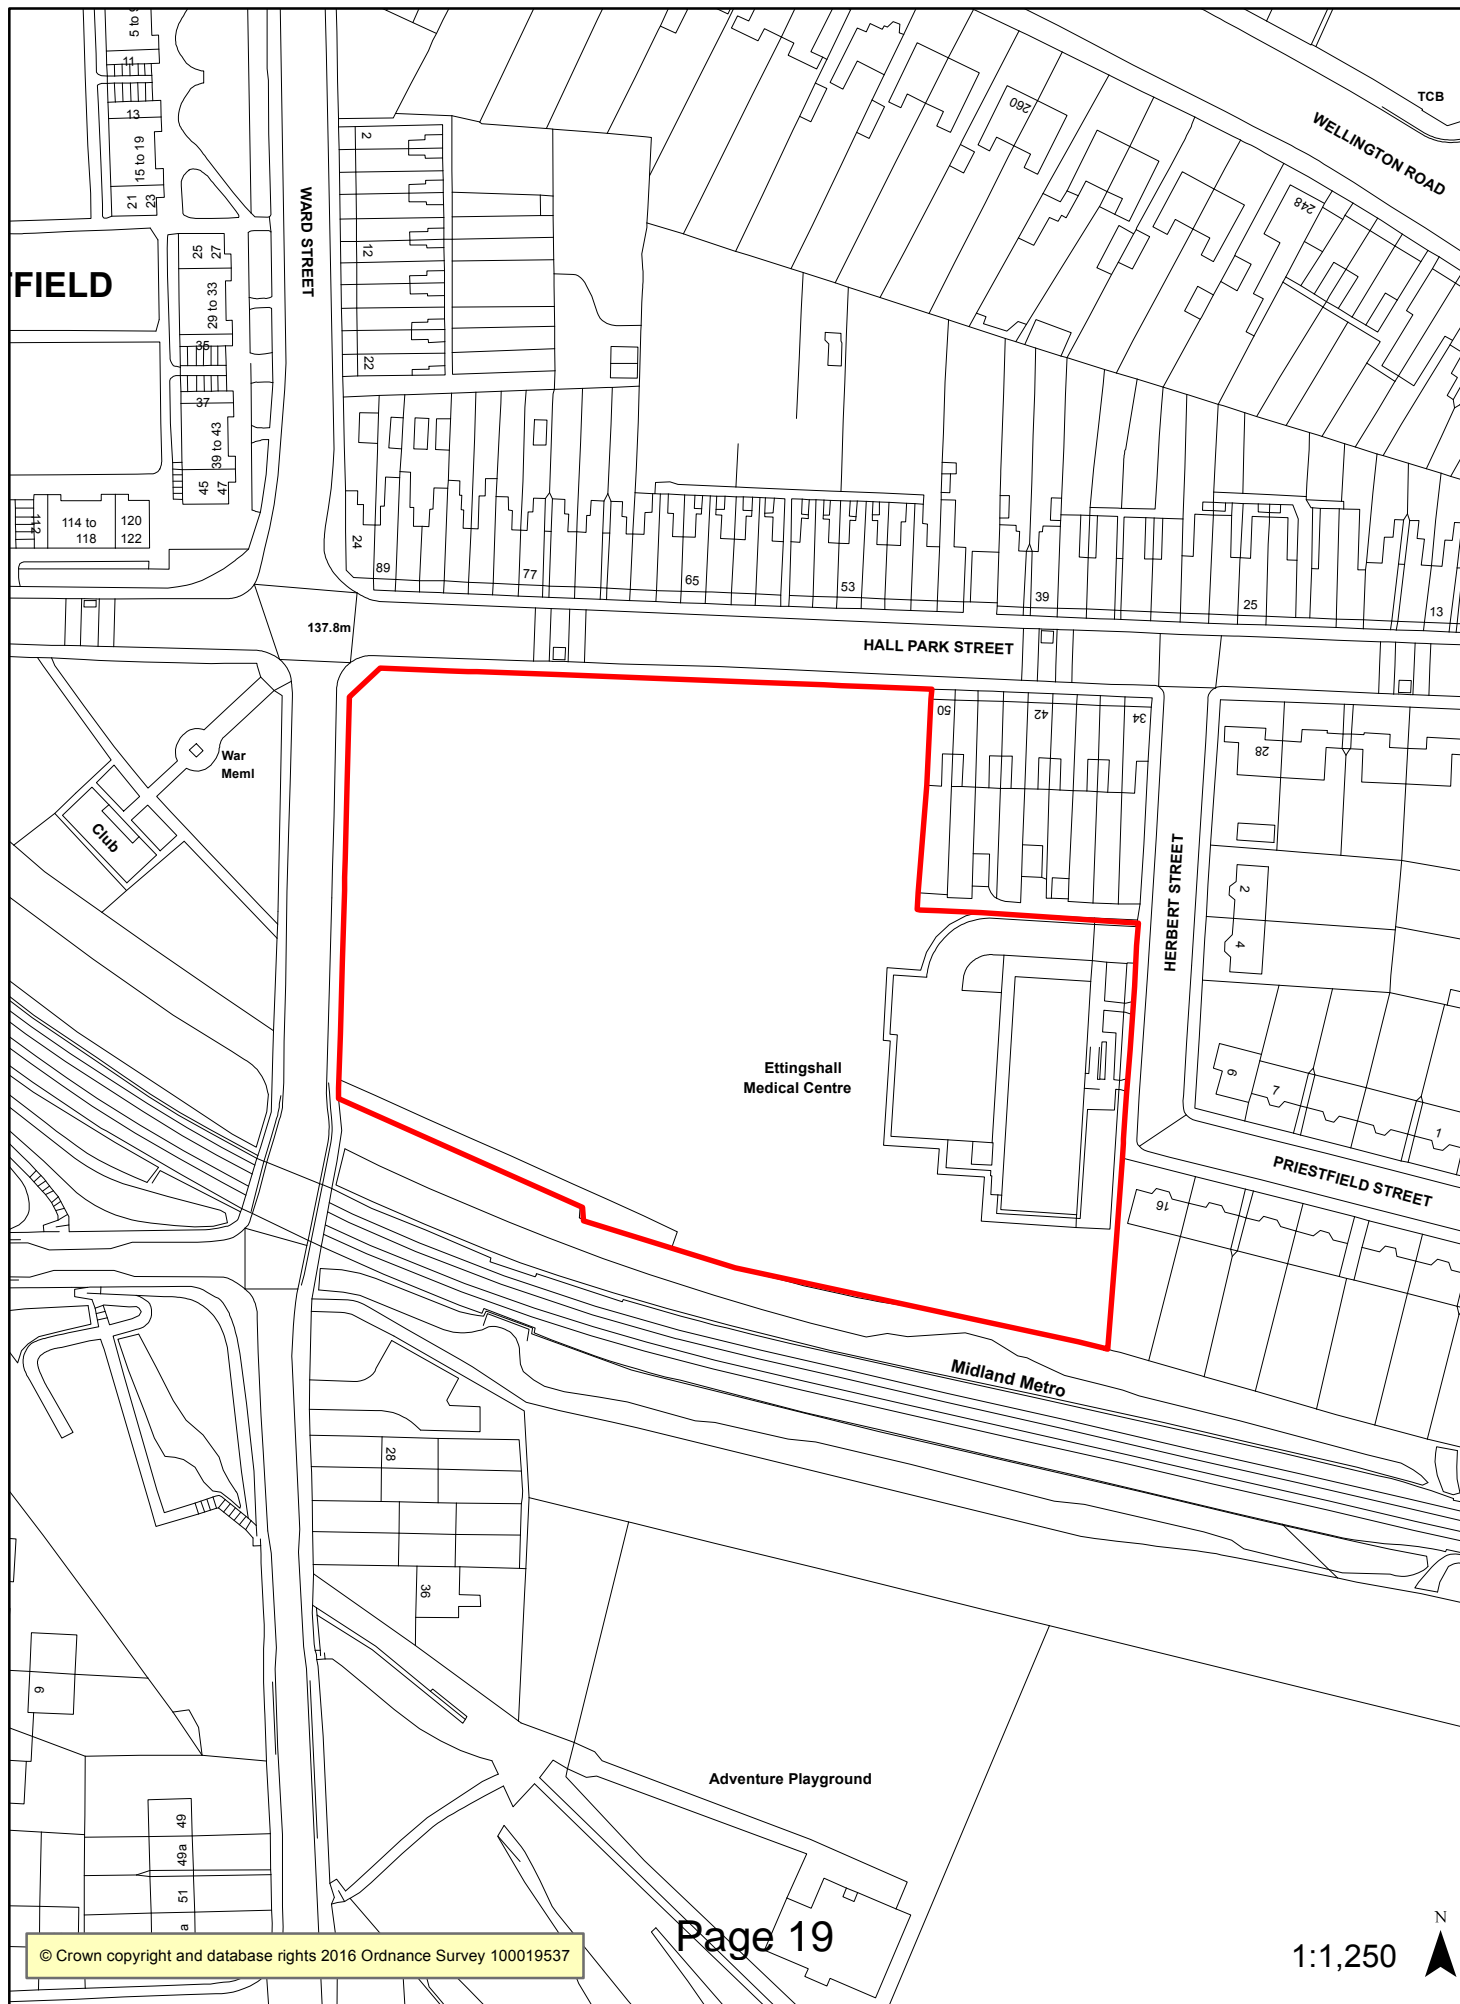 5 to 9
11
13
15 to 19
21
23
25
27
29 to 33
35
37
39 to 43
45
47
112
114 to
118
120
122
FIELD
WARD STREET
2
12
22
24
89
77
65
53
39
25
13
260
248
TCB
WELLINGTON ROAD
137.8m
HALL PARK STREET
50
42
34
28
War
Meml
Club
HERBERT STREET
2
4
6
7
1
Ettingshall
Medical Centre
PRIESTFIELD STREET
16
Midland Metro
28
36
9
Adventure Playground
49
49a
51
a
Page 19
© Crown copyright and database rights 2016 Ordnance Survey 100019537
1:1,250
N